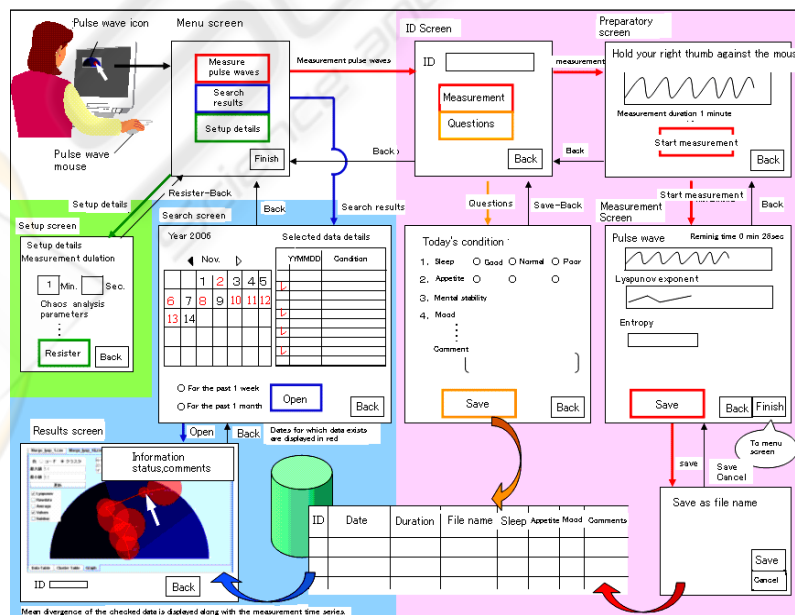 Pulse wave icon
Menu screen
Measure
pulse waves
Search
results
Setup details
Finish
Pulse wave
mouse
Measurement pulse waves
ID Screen
ID
Measurement
Questions
Back
measurement
Preparatory
screen
Hold your right thumb against the mous
Measurement duration 1 minute
Start measurement
Back
Back
Back
Resister-Back
Setup details
Back
Search results
Questions
Save-Back
Start measurement
Back
Setup screen
Setup details
Measurement dulation
1 Min. Sec.
Chaos analysis
parameters
Resister
Back
Search screen
Year 2006
Nov.
1 2 3 4 5
6 7 8 9 10 11 12
13 14
Selected data details
YYMMDD Condition
For the past 1 week
For the past 1 month
Open
Back
Dates for which data exists
are displayed in red
Today's condition
1. Sleep Good Normal Poor
2. Appetite
3. Mental stability
4. Mood
Comment
Save
Back
Measurement
Screen
Pulse wave Reminig time 0 min 28sec
Lyapunov exponent
Entropy
Save
Back
Finish
To menu
screen
Open
Back
Results screen
Information
status,comments
ID
Back
Mean divergence of the checked data is displayed along with the measurement time series.
ID Date Duration File name Sleep Appetite Mood Comments
save
Save
Cancel
Save as file name
Save
Cancel
science and